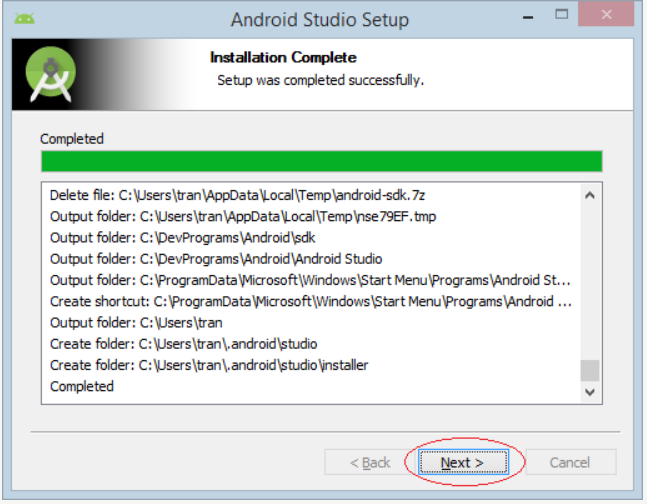 Android Studio Setup
Installation Complete
Setup was completed successfully.
Completed
Delete file: C:\Users\tran\AppData\Local\Temp\android-sdk.7z
Output folder: C:\Users\tran\AppData\Local\Temp\nse79EF.tmp
Output folder: C:\DevPrograms\Android\sdk
Output folder: C:\DevPrograms\Android\Android Studio
Output folder: C:\ProgramData\Microsoft\Windows\Start Menu\Programs\Android St...
Create shortcut: C:\ProgramData\Microsoft\Windows\Start Menu\Programs\Android ...
Output folder: C:\Users\tran
Create folder: C:\Users\tran\.android\studio
Create folder: C:\Users\tran\.android\studio\installer
Completed
< Back Next > Cancel